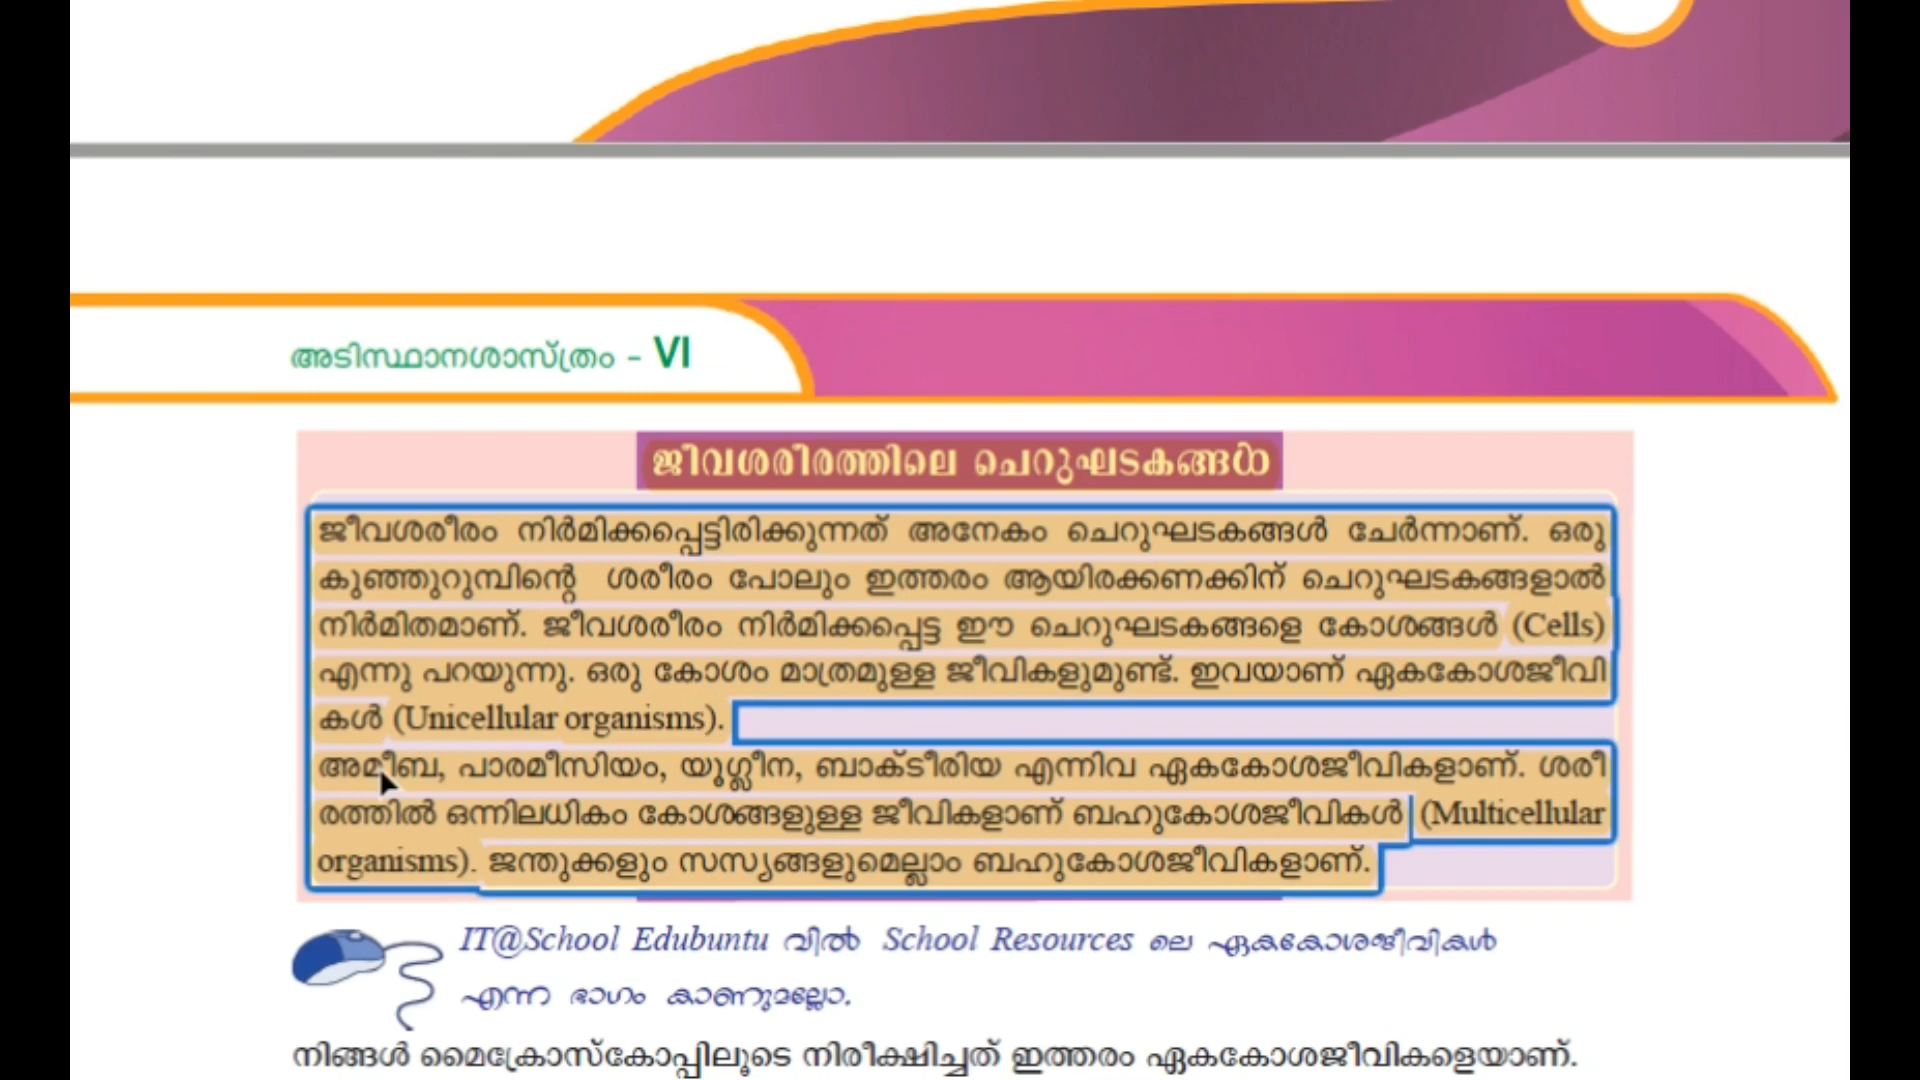 അടിസ്ഥാനശാസ്ത്രം - VI
ജീവശരീരത്തിലെ ചെറുഘടകങ്ങൾ
ജീവശരീരം നിർമിക്കപ്പെട്ടിരിക്കുന്നത് അനേകം ചെറുഘടകങ്ങൾ ചേർന്നാണ്. ഒരു
കുഞ്ഞുറുമ്പിന്റെ ശരീരം പോലും ഇത്തരം ആയിരക്കണക്കിന് ചെറുഘടകങ്ങളാൽ
നിർമിതമാണ്. ജീവശരീരം നിർമിക്കപ്പെട്ട ഈ ചെറുഘടകങ്ങളെ കോശങ്ങൾ (Cells)
എന്നു പറയുന്നു. ഒരു കോശം മാത്രമുള്ള ജീവികളുമുണ്ട്. ഇവയാണ് ഏകകോശജീവി
കൾ (Unicellular organisms).
അമീബ, പാരമീസിയം, യൂഗ്ലീന, ബാക്ടീരിയ എന്നിവ ഏകകോശജീവികളാണ്. ശരീ
രത്തിൽ ഒന്നിലധികം കോശങ്ങളുള്ള ജീവികളാണ് ബഹുകോശജീവികൾ (Multicellular
organisms). ജന്തുക്കളും സസ്യങ്ങളുമെല്ലാം ബഹുകോശജീവികളാണ്.
IT@School Edubuntu വിൽ School Resources ലെ ഏകകോശജീവികൾ
എന്ന ഭാഗം കാണുമല്ലോ.
നിങ്ങൾ മൈക്രോസ്കോപ്പിലൂടെ നിരീക്ഷിച്ചത് ഇത്തരം ഏകകോശജീവികളെയാണ്.